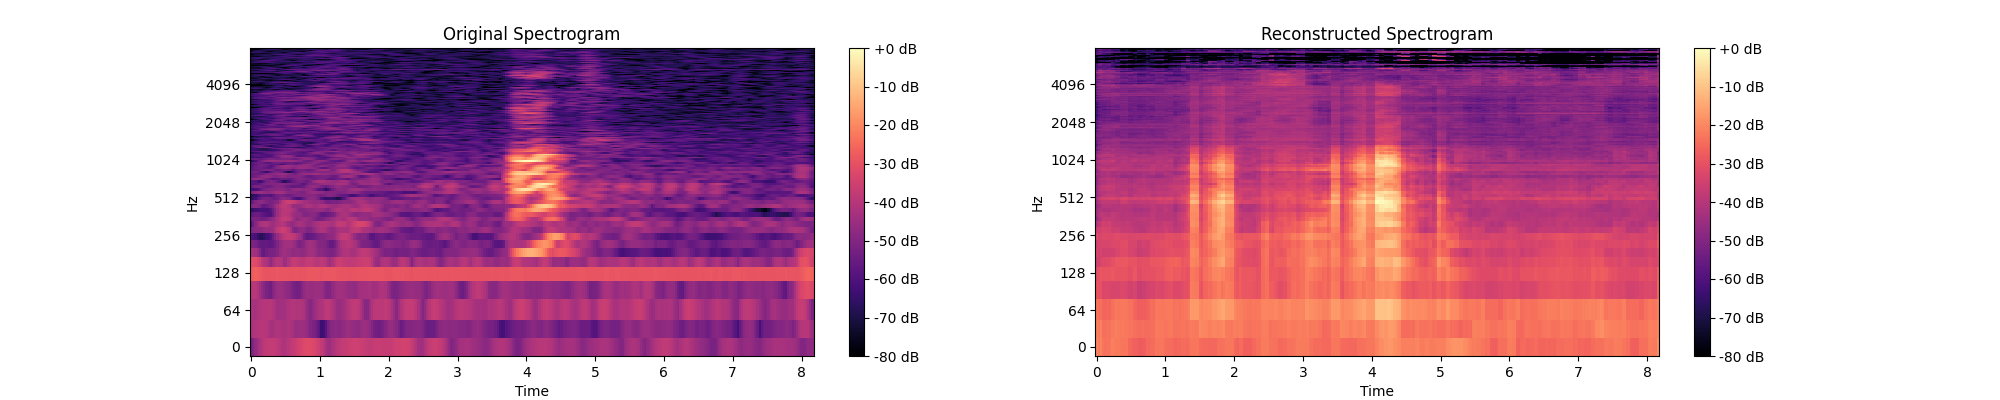 Original Spectrogram
Hz
4096
2048
1024
512
256
128
64
0
0 1 2 3 4 5 6 7 8
Time
+0 dB
-10 dB
-20 dB
-30 dB
-40 dB
-50 dB
-60 dB
-70 dB
-80 dB
Reconstructed Spectrogram
Hz
4096
2048
1024
512
256
128
64
0
0 1 2 3 4 5 6 7 8
Time
+0 dB
-10 dB
-20 dB
-30 dB
-40 dB
-50 dB
-60 dB
-70 dB
-80 dB